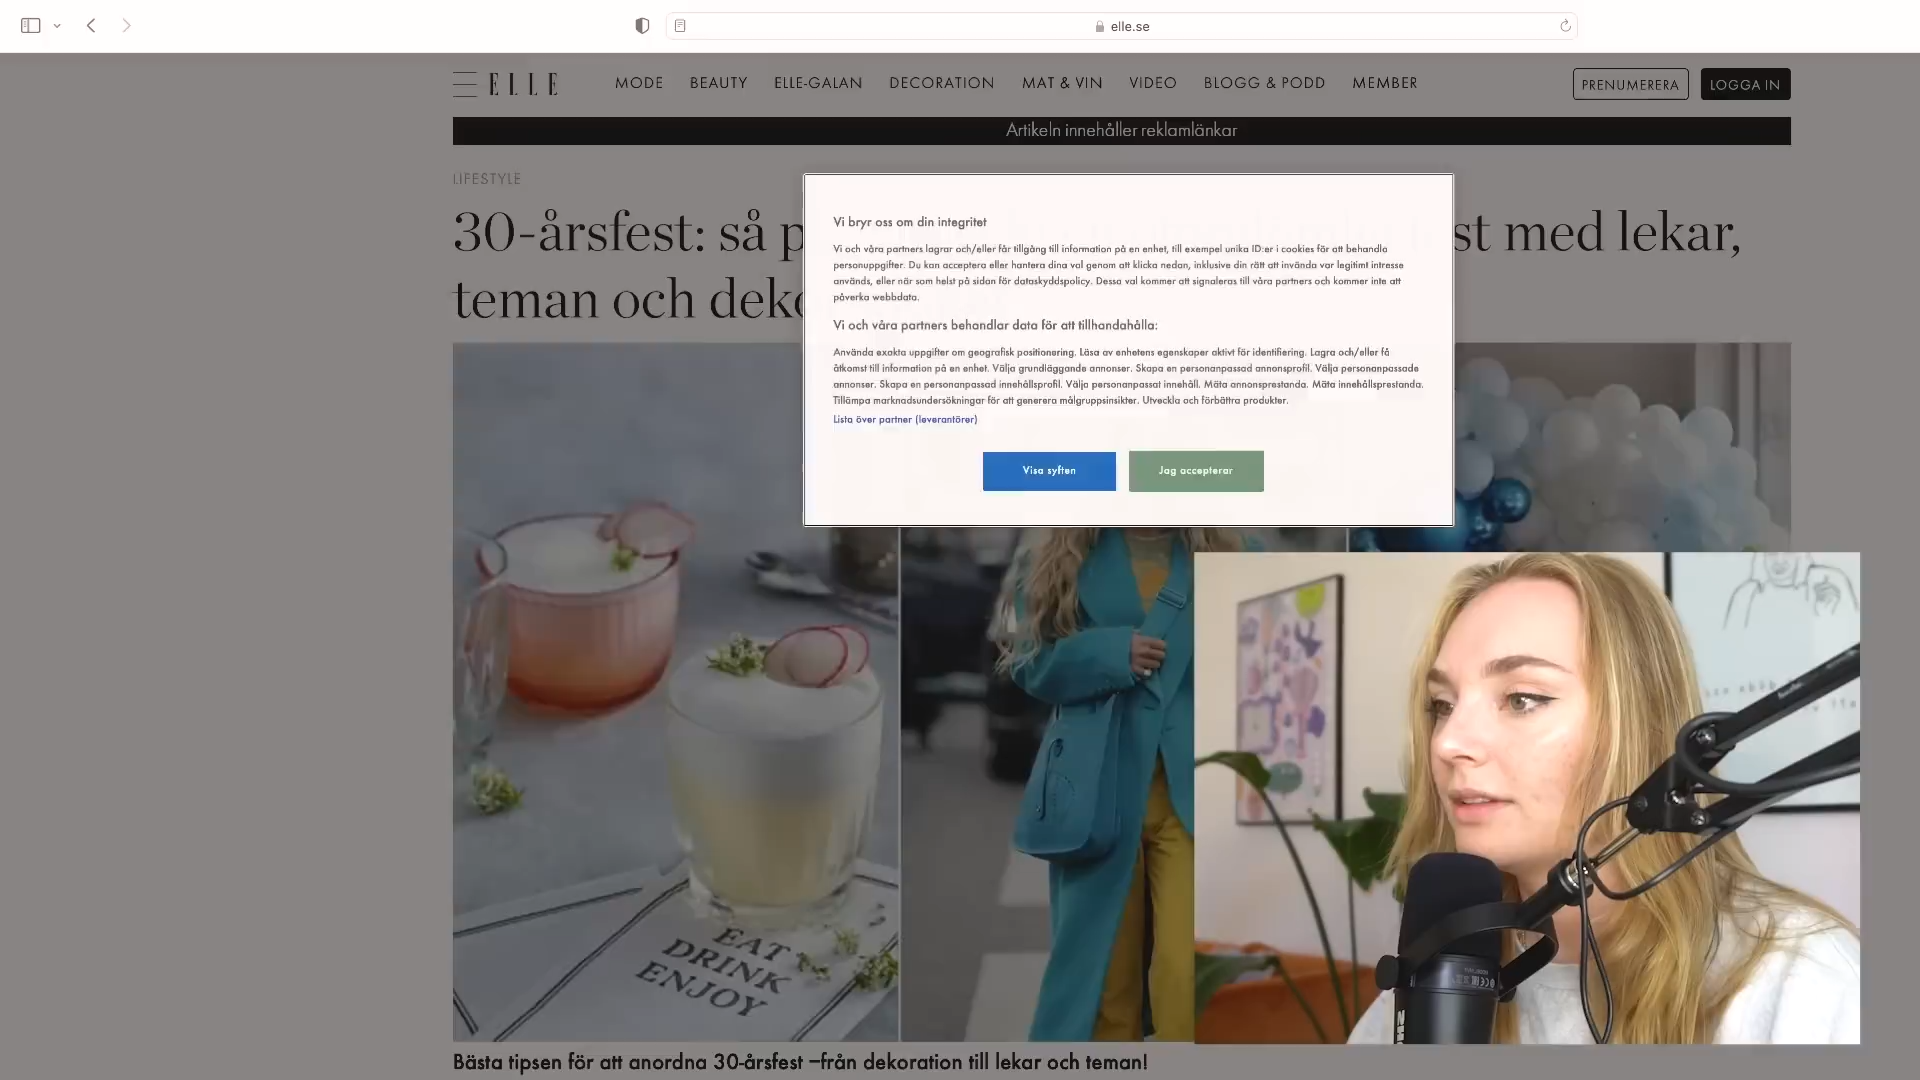 elle.se
ELLE
MODE BEAUTY ELLE-GALAN DECORATION MAT & VIN VIDEO BLOGG & PODD MEMBER
PRENUMERERA LOGGA IN
Artikeln innehåller reklamlänkar
LIFESTYLE
30-årsfest: så p
st med lekar,
teman och deko
Vi bryr oss om din integritet
Vi och våra partners lagrar och/eller får tillgång till information på en enhet, till exempel unika ID:er i cookies för att behandla
personuppgifter. Du kan acceptera eller hantera dina val genom att klicka nedan, inklusive din rätt att invända var legitimt intresse
används, eller när som helst på sidan för dataskyddspolicy. Dessa val kommer att signaleras till våra partners och kommer inte att
påverka webbdata.
Vi och våra partners behandlar data för att tillhandahålla:
Använda exakta uppgifter om geografisk positionering. Läsa av enhetens egenskaper aktivt för identifiering. Lagra och/eller få
åtkomst till information på en enhet. Välja grundläggande annonser. Skapa en personanpassad annonsprofil. Välja personanpassade
annonser. Skapa en personanpassad innehållsprofil. Välja personanpassat innehåll. Mäta annonsprestanda. Mäta innehållsprestanda.
Tillämpa marknadsundersökningar för att generera målgruppsinsikter. Utveckla och förbättra produkter.
Lista över partner (leverantörer)
Visa syften
Jag accepterar
EAT
DRINK
ENJOY
Bästa tipsen för att anordna 30-årsfest –från dekoration till lekar och teman!